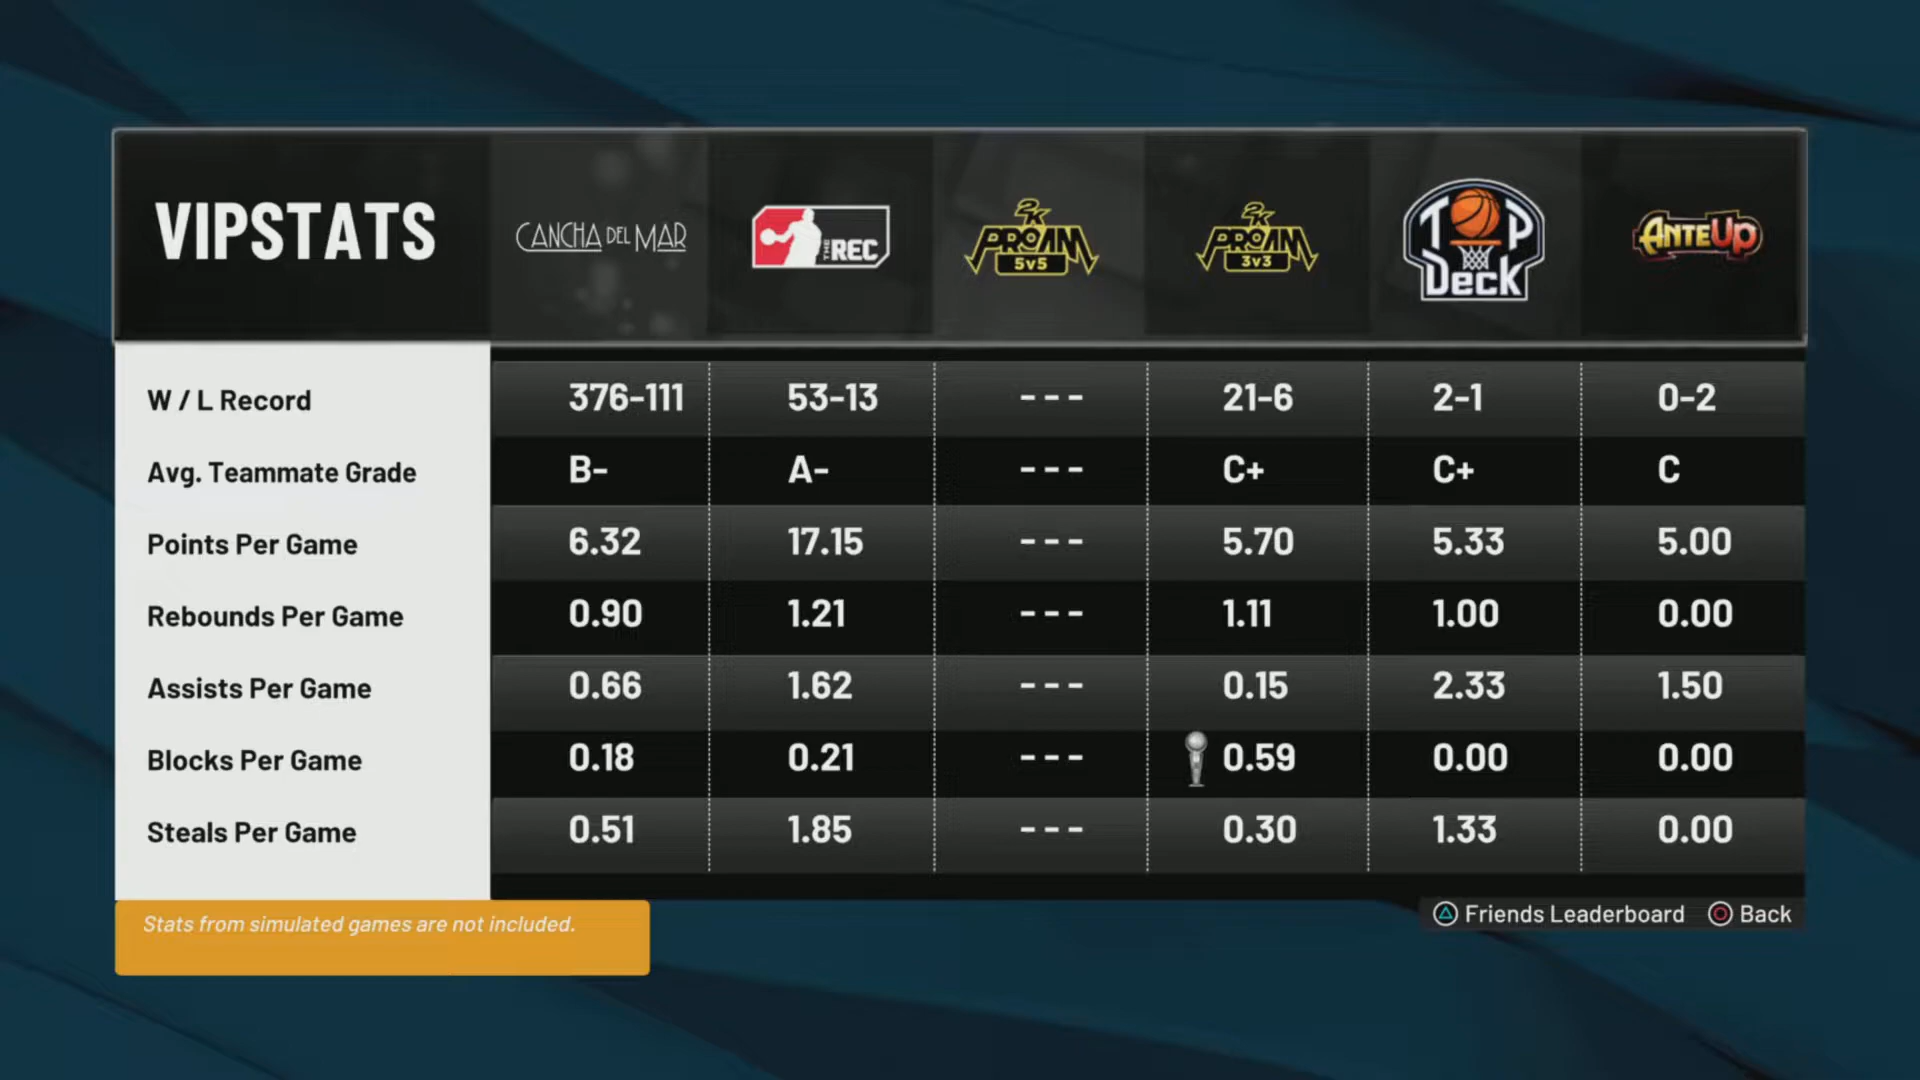 VIPSTATS
CANCHA DEL MAR
THE REC
2K PROAM 5v5
2K PROAM 3v3
TOP Deck
ANTE UP
W / L Record 376-111 53-13 --- 21-6 2-1 0-2
Avg. Teammate Grade B- A- --- C+ C+ C
Points Per Game 6.32 17.15 --- 5.70 5.33 5.00
Rebounds Per Game 0.90 1.21 --- 1.11 1.00 0.00
Assists Per Game 0.66 1.62 --- 0.15 2.33 1.50
Blocks Per Game 0.18 0.21 --- 0.59 0.00 0.00
Steals Per Game 0.51 1.85 --- 0.30 1.33 0.00
Stats from simulated games are not included.
Friends Leaderboard Back